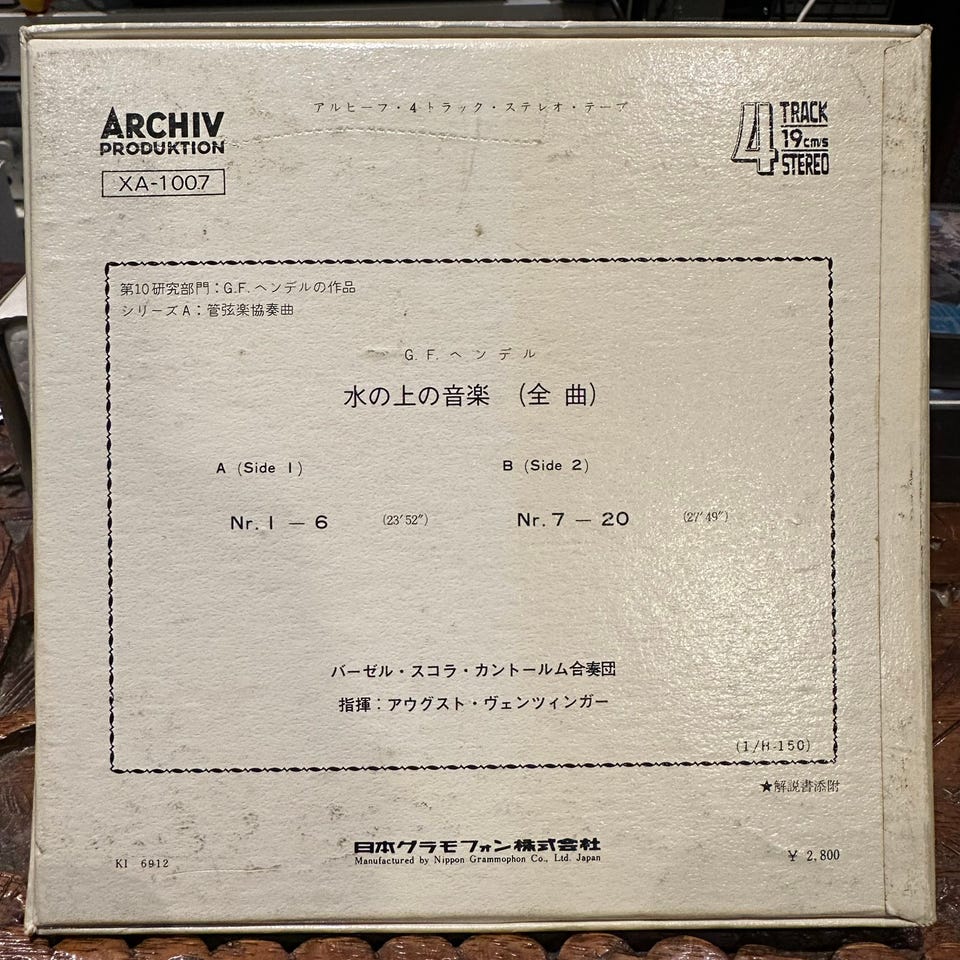 アルヒーフ・4トラック・ステレオ・テープ
ARCHIV
PRODUKTION
XA-1007
4 TRACK
19cm/s
STEREO
第10研究部門:G.F.ヘンデルの作品
シリーズA:管弦楽協奏曲
G. F. ヘンデル
水の上の音楽 (全曲)
A (Side 1) B (Side 2)
Nr. 1 — 6 (23′52″) Nr. 7 — 20 (27′49″)
バーゼル・スコラ・カントールム合奏団
指揮:アウグスト・ヴェンツィンガー
(1/H-150)
★解説書添附
日本グラモフォン株式会社
Manufactured by Nippon Grammophon Co., Ltd. Japan
KI 6912
¥ 2,800